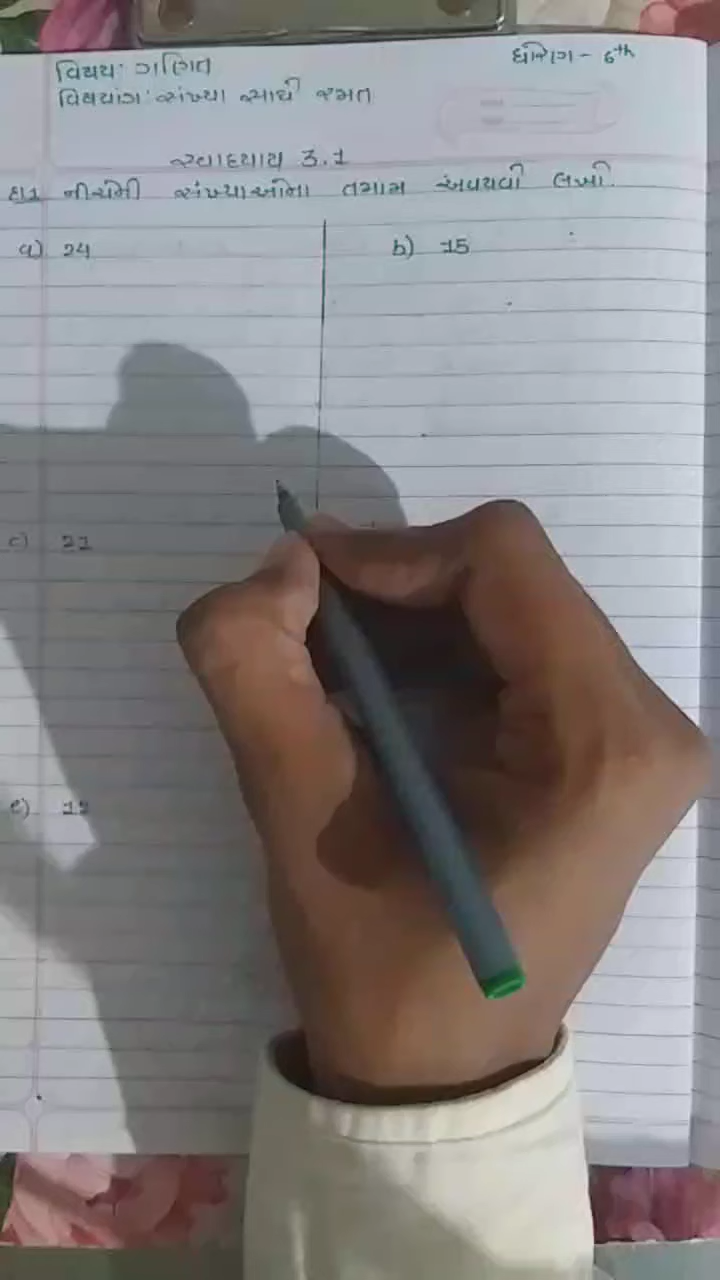 વિષય: ગણિત
ધોરણ - 6th
વિષયાંગ: સંખ્યા સાથે રમત
સ્વાધ્યાય 3.1
દા1 નીચેની સંખ્યાઓના તમામ અવયવો લખો.
a) 24
b) 15
c) 21
e) 12